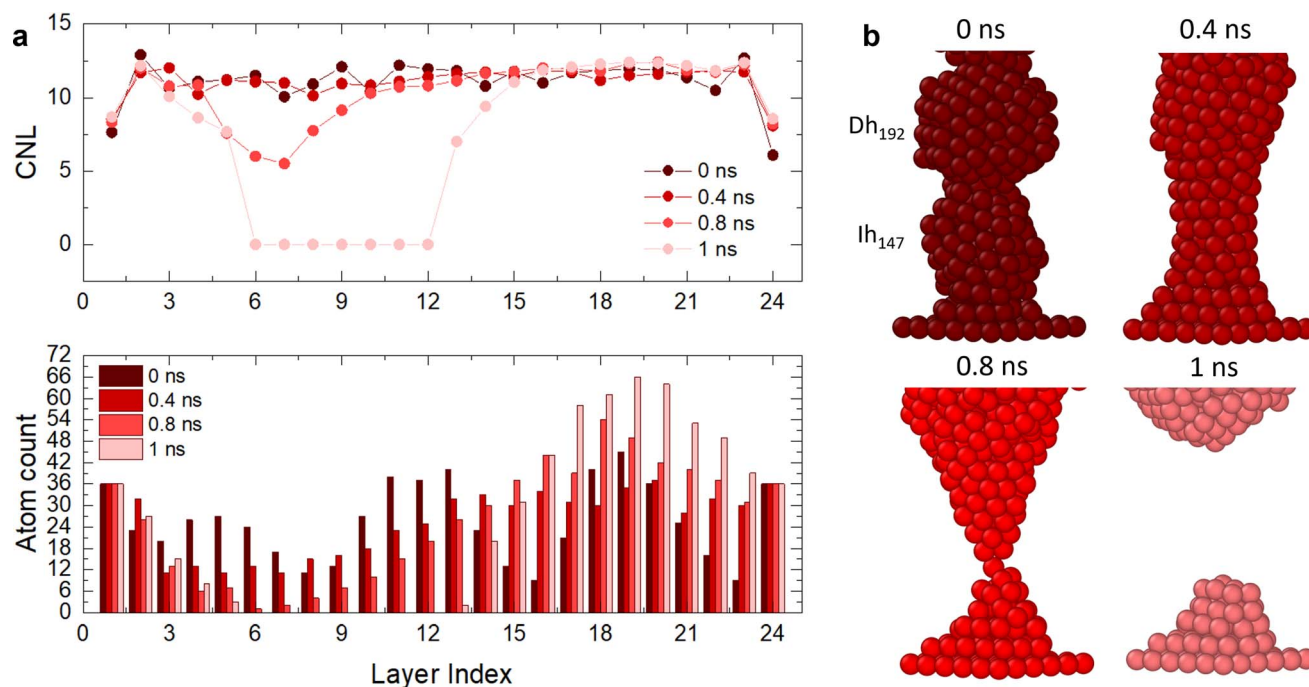 a
15
10
5
0
CNL
0 ns
0.4 ns
0.8 ns
1 ns
0 3 6 9 12 15 18 21 24
72
66
60
54
48
42
36
30
24
18
12
6
0
Atom count
0 ns
0.4 ns
0.8 ns
1 ns
0 3 6 9 12 15 18 21 24
Layer Index
b
0 ns 0.4 ns
Dh₁₉₂
Ih₁₄₇
0.8 ns 1 ns